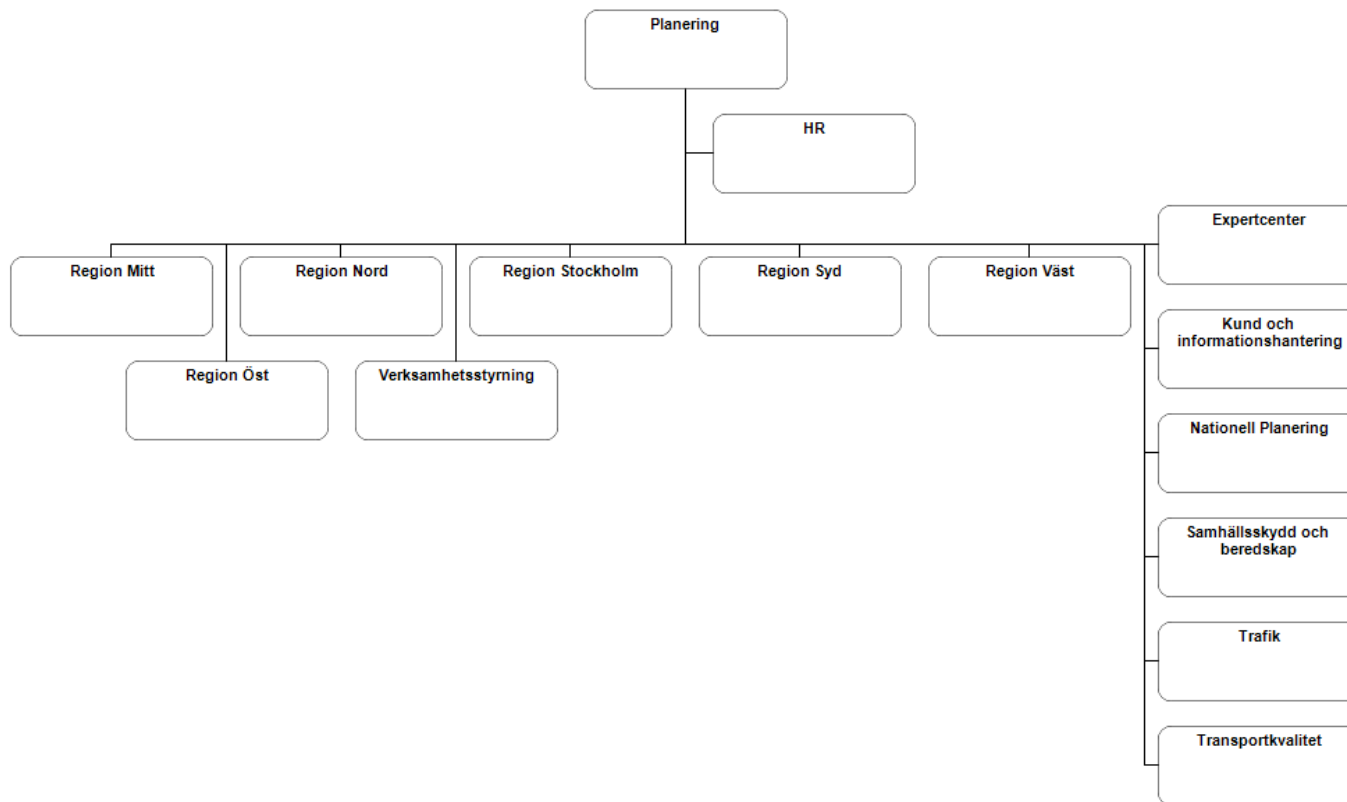 Planering
HR
Expertcenter
Region Mitt
Region Nord
Region Stockholm
Region Syd
Region Väst
Kund och
informationshantering
Region Öst
Verksamhetsstyrning
Nationell Planering
Samhällsskydd och
beredskap
Trafik
Transportkvalitet